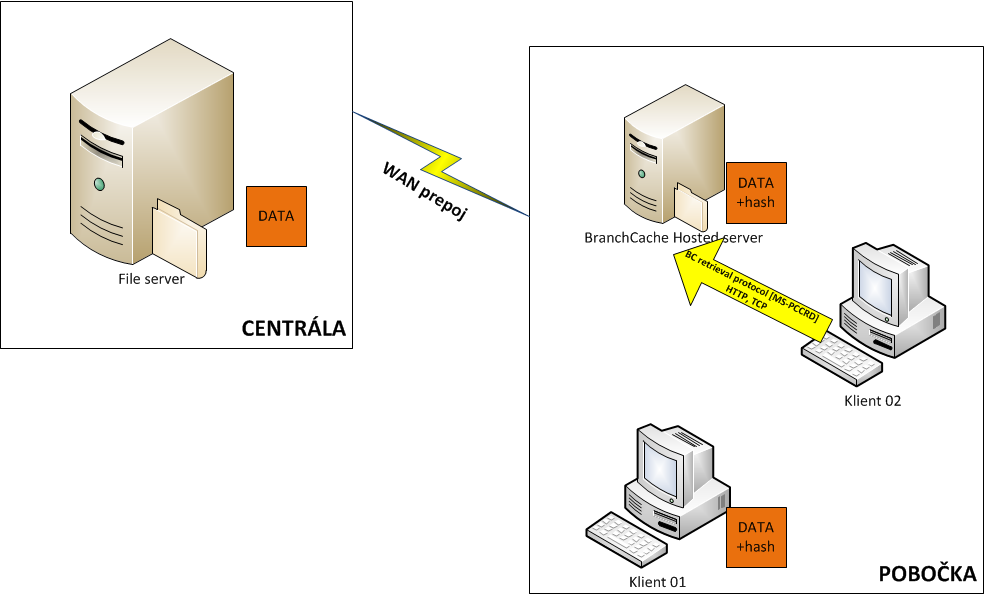 DATA
File server
CENTRÁLA
WAN prepoj
DATA
+hash
BranchCache Hosted server
BC retrieval protocol [MS-PCCRD]
HTTP, TCP
Klient 02
DATA
+hash
Klient 01
POBOČKA